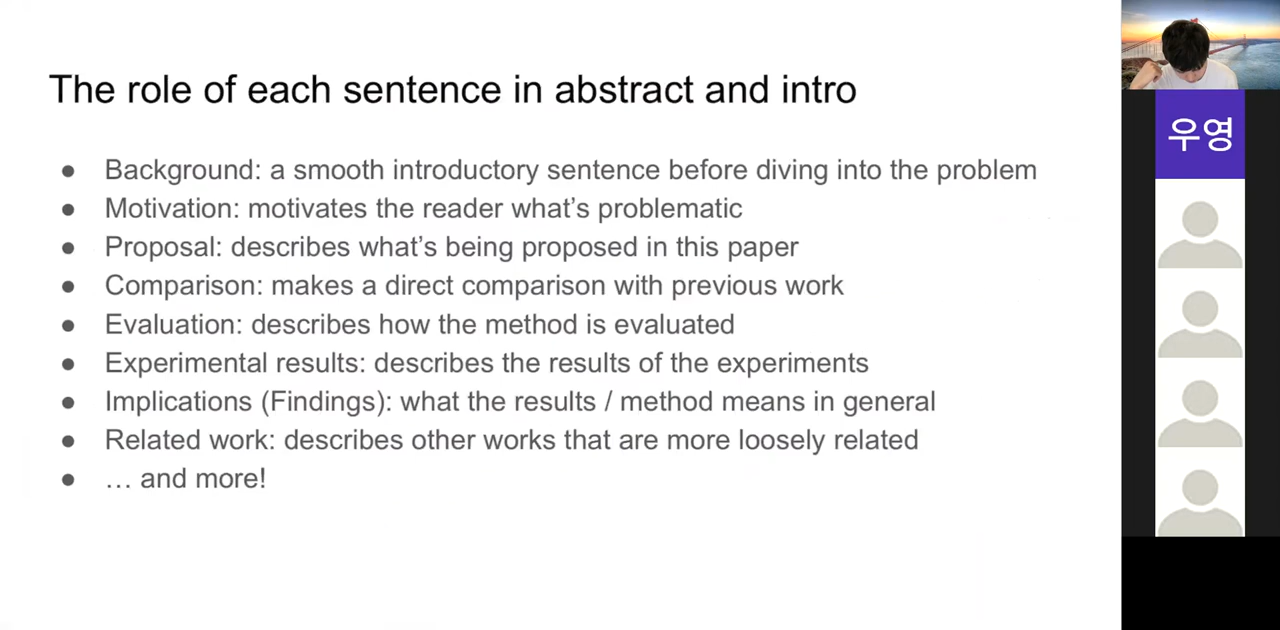 The role of each sentence in abstract and intro
● Background: a smooth introductory sentence before diving into the problem
● Motivation: motivates the reader what’s problematic
● Proposal: describes what’s being proposed in this paper
● Comparison: makes a direct comparison with previous work
● Evaluation: describes how the method is evaluated
● Experimental results: describes the results of the experiments
● Implications (Findings): what the results / method means in general
● Related work: describes other works that are more loosely related
● … and more!
우영